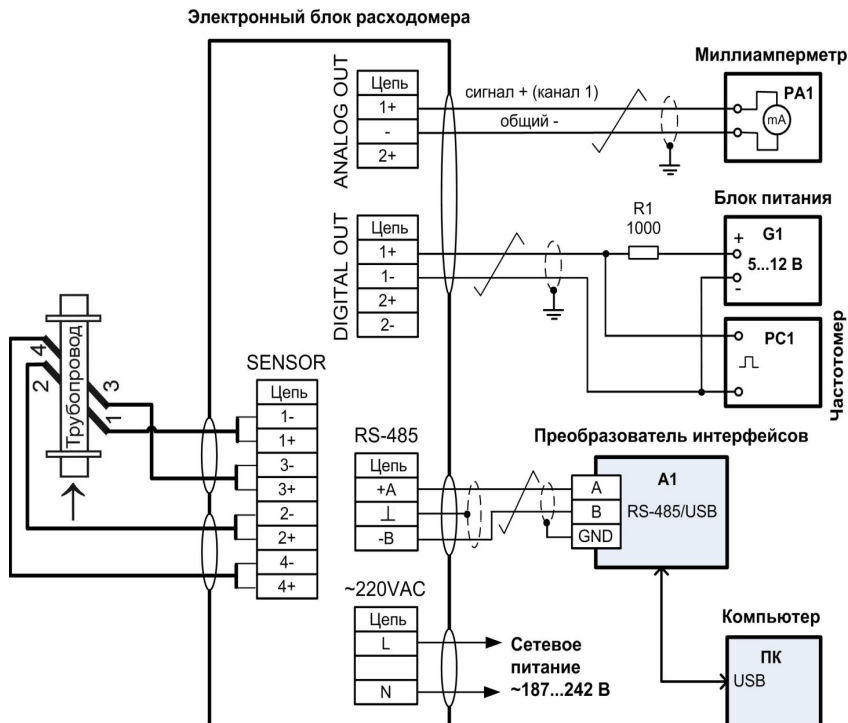 Электронный блок расходомера
ANALOG OUT
Цепь
1+
-
2+
сигнал + (канал 1)
общий -
Миллиамперметр
PA1
mA
DIGITAL OUT
Цепь
1+
1-
2+
2-
R1
1000
Блок питания
+
G1
5...12 В
-
PC1
Частотомер
Трубопровод
4
2
3
1
SENSOR
Цепь
1-
1+
3-
3+
2-
2+
4-
4+
RS-485
Цепь
+A
⊥
-B
Преобразователь интерфейсов
A
B
GND
A1
RS-485/USB
~220VAC
Цепь
L
N
Сетевое
питание
~187...242 В
Компьютер
ПК
USB